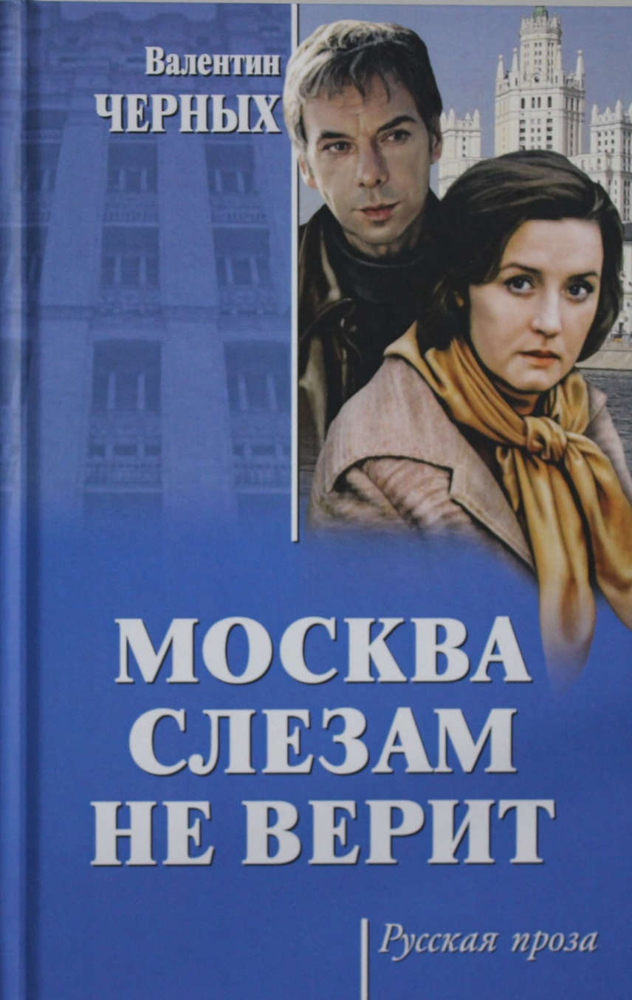 Валентин
ЧЕРНЫХ
МОСКВА
СЛЕЗАМ
НЕ ВЕРИТ
Русская проза